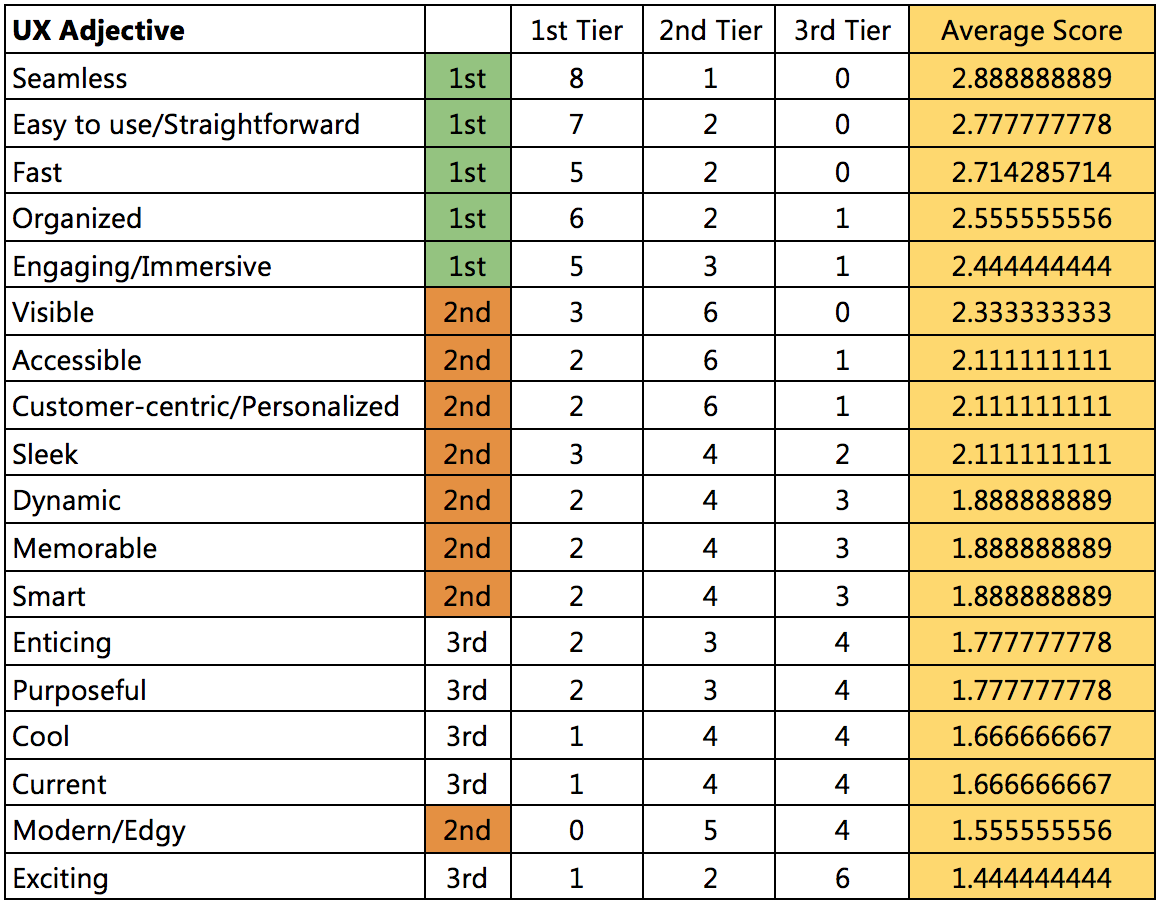 UX Adjective 1st Tier 2nd Tier 3rd Tier Average Score
Seamless 1st 8 1 0 2.888888889
Easy to use/Straightforward 1st 7 2 0 2.777777778
Fast 1st 5 2 0 2.714285714
Organized 1st 6 2 1 2.555555556
Engaging/Immersive 1st 5 3 1 2.444444444
Visible 2nd 3 6 0 2.333333333
Accessible 2nd 2 6 1 2.111111111
Customer-centric/Personalized 2nd 2 6 1 2.111111111
Sleek 2nd 3 4 2 2.111111111
Dynamic 2nd 2 4 3 1.888888889
Memorable 2nd 2 4 3 1.888888889
Smart 2nd 2 4 3 1.888888889
Enticing 3rd 2 3 4 1.777777778
Purposeful 3rd 2 3 4 1.777777778
Cool 3rd 1 4 4 1.666666667
Current 3rd 1 4 4 1.666666667
Modern/Edgy 2nd 0 5 4 1.555555556
Exciting 3rd 1 2 6 1.444444444